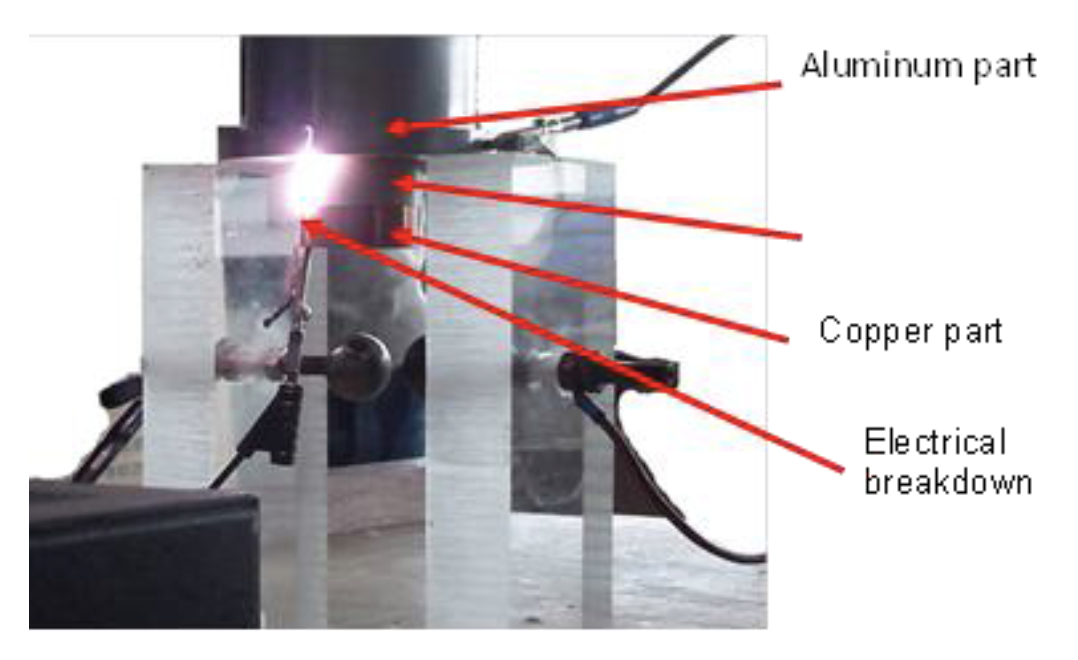 Aluminum part
Copper part
Electrical
breakdown